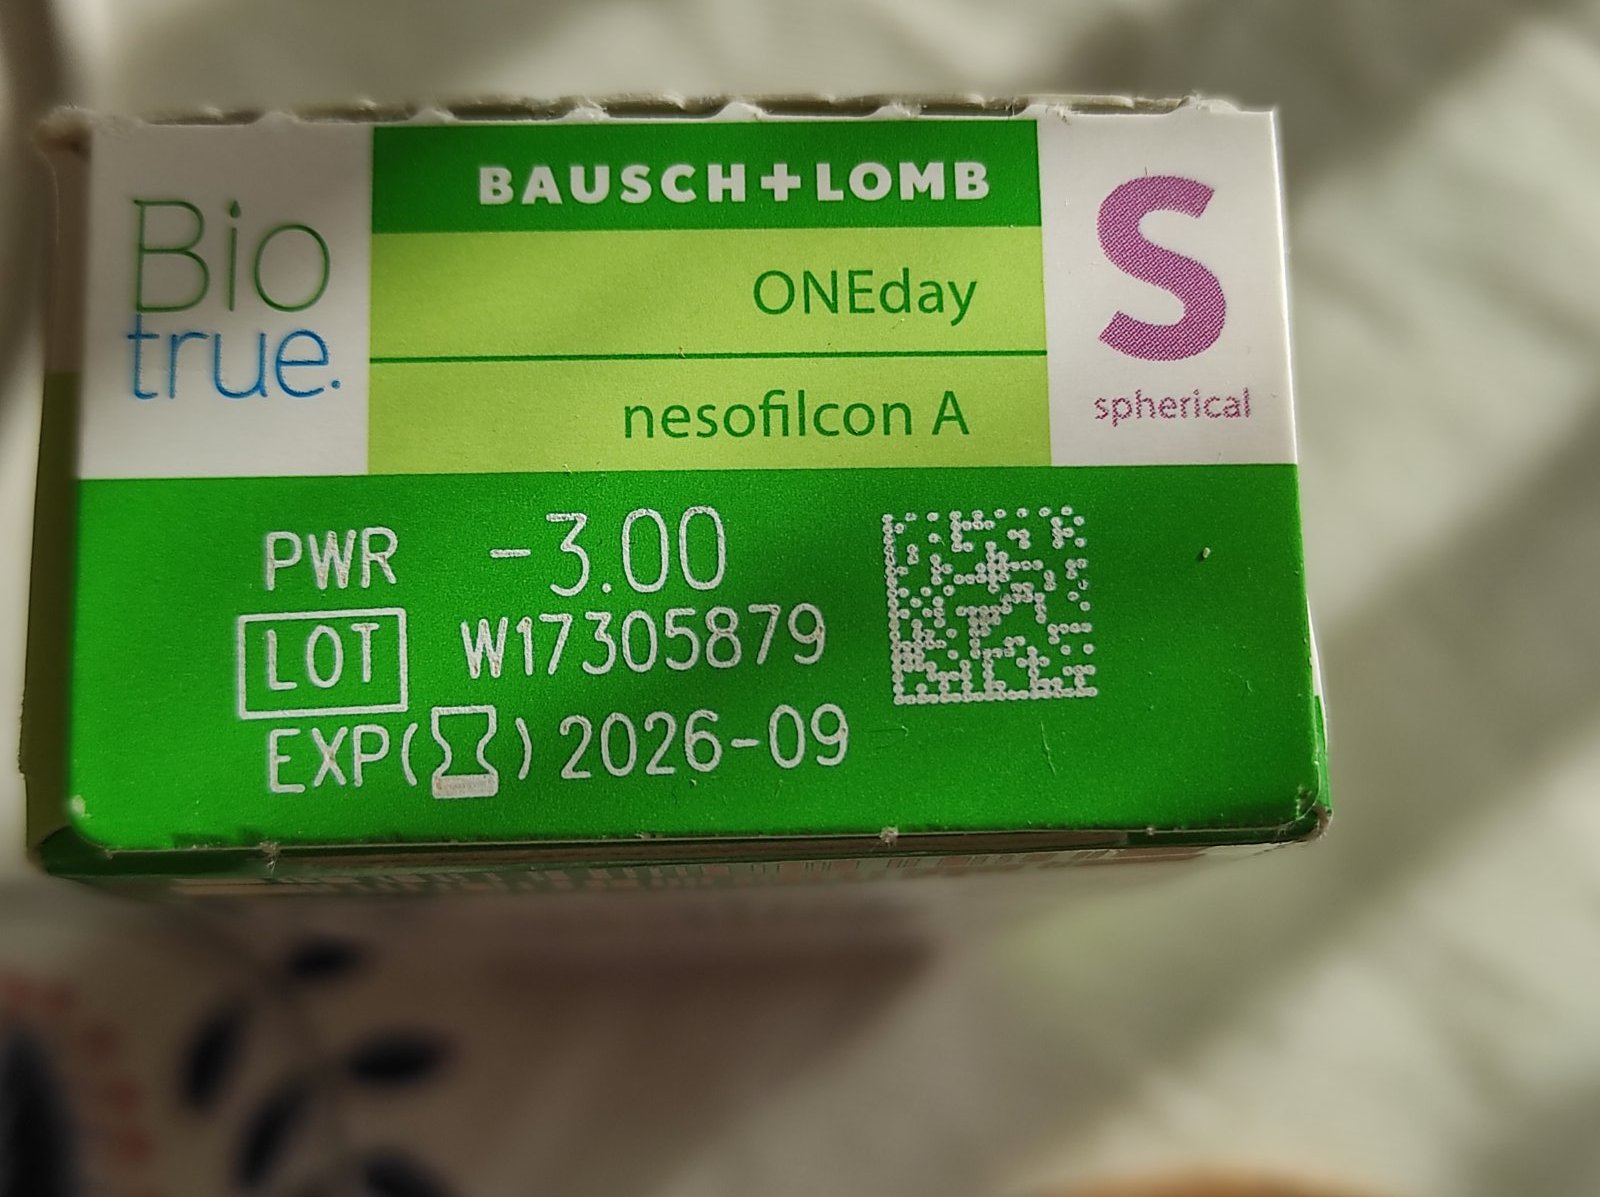 Bio
true.
BAUSCH+LOMB
ONEday
nesofilcon A
S
spherical
PWR -3.00
LOT W17305879
EXP( ) 2026-09